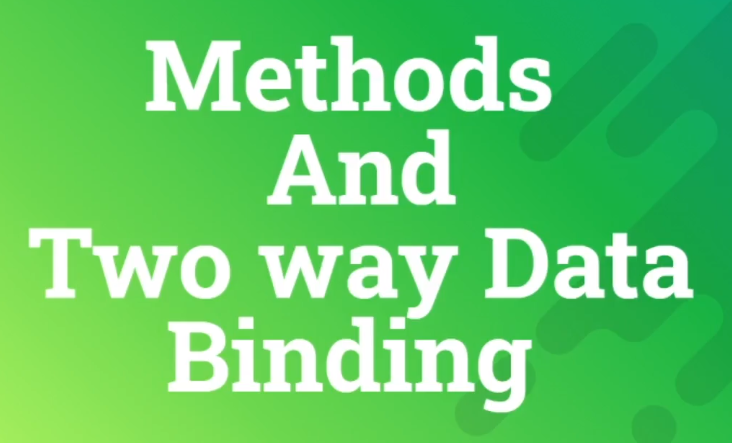 Methods
And
Two way Data
Binding